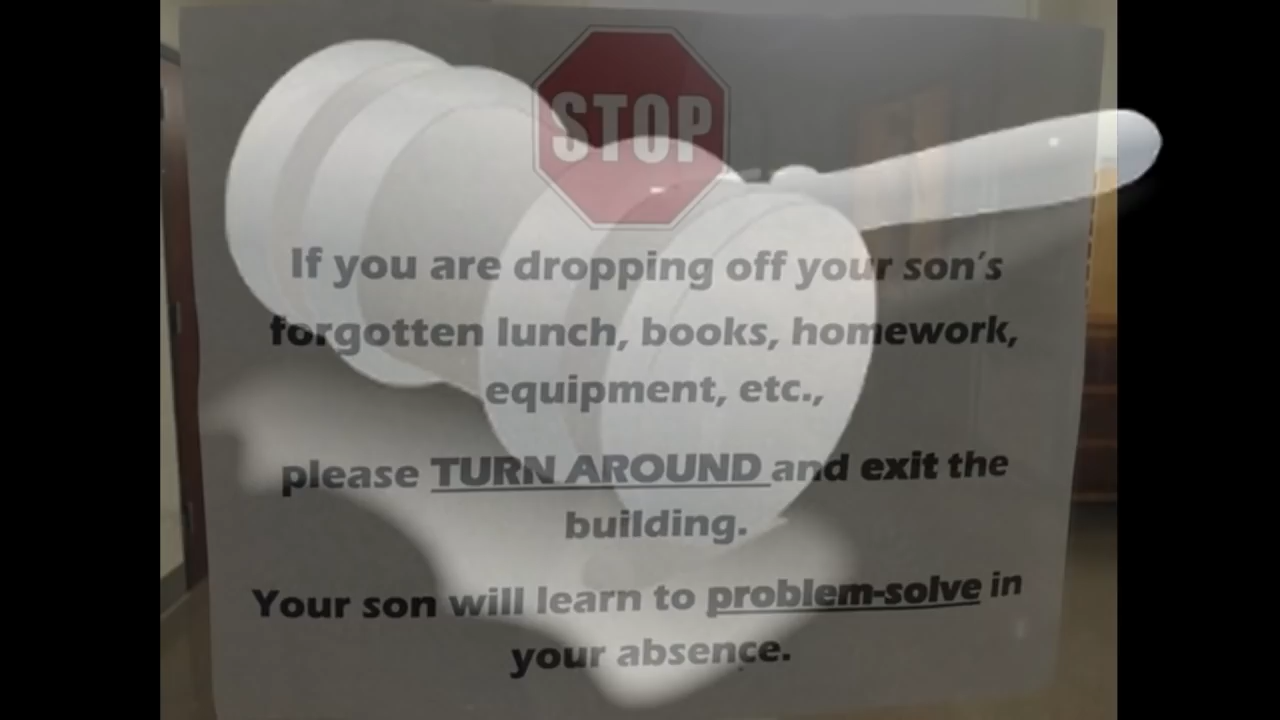 STOP
If you are dropping off your son's
forgotten lunch, books, homework,
equipment, etc.,
please TURN AROUND and exit the
building.
Your son will learn to problem-solve in
your absence.